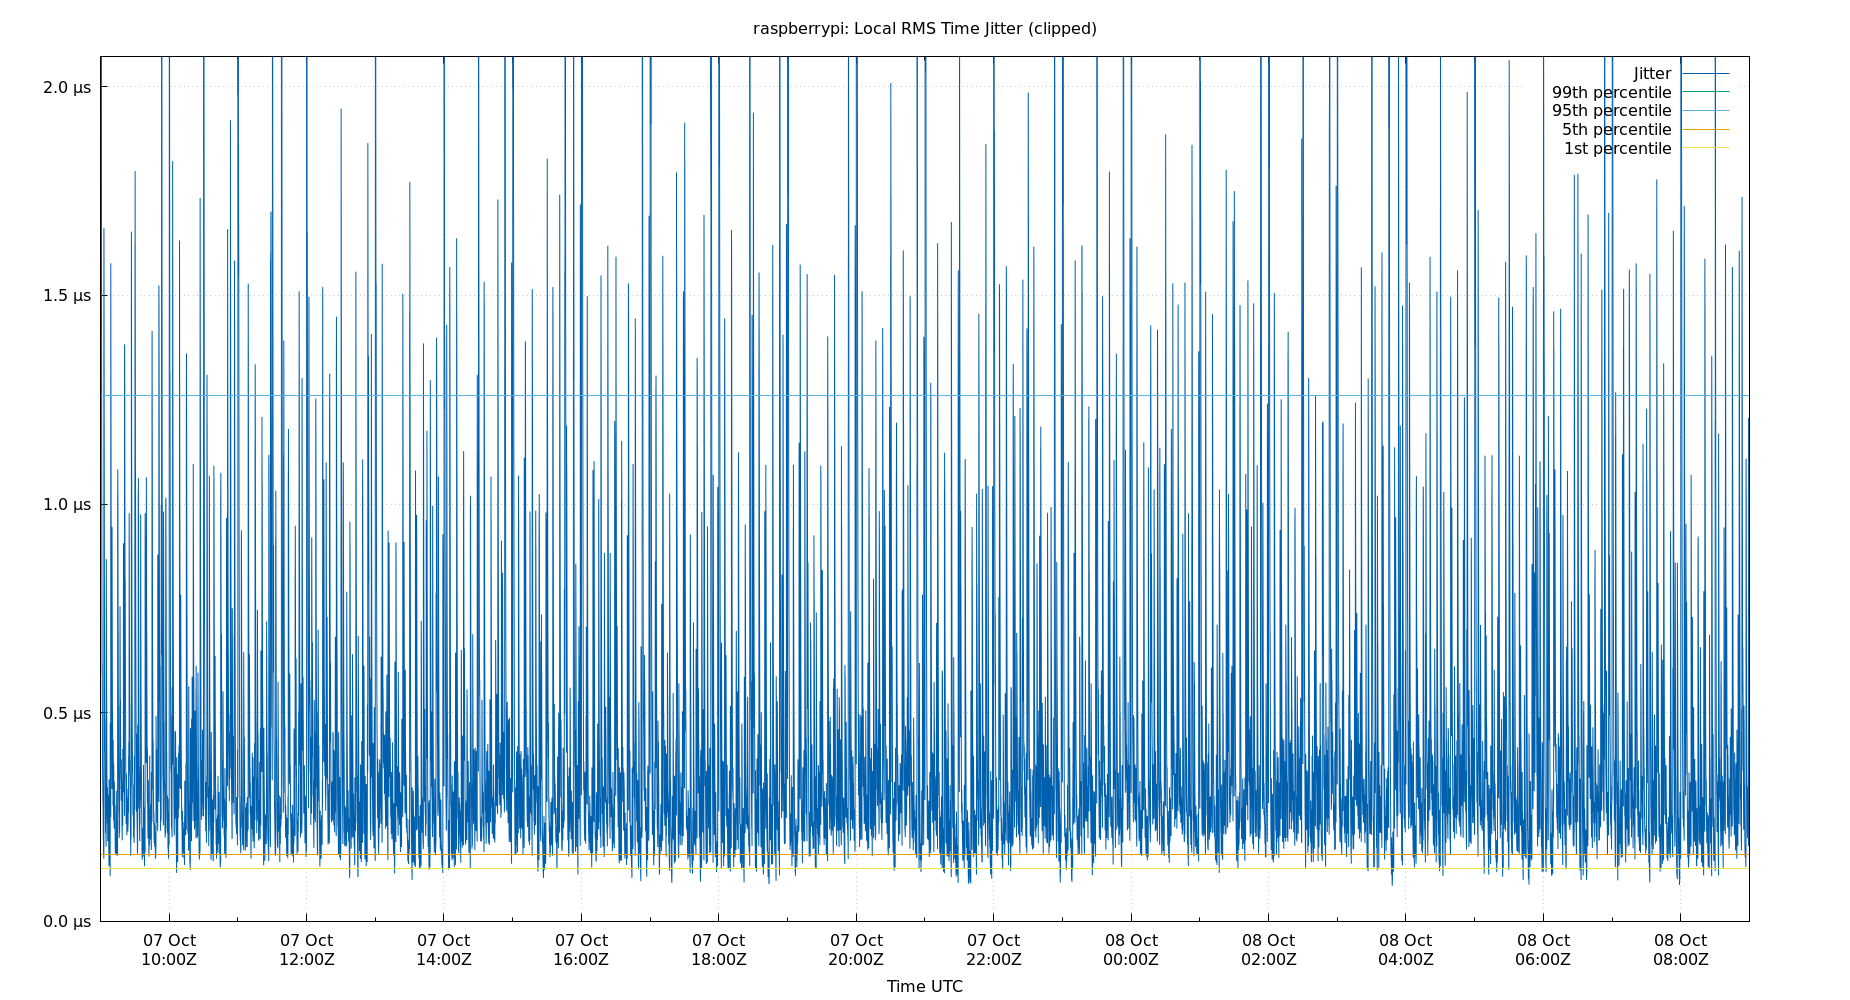 raspberrypi: Local RMS Time Jitter (clipped)
2.0 µs
1.5 µs
1.0 µs
0.5 µs
0.0 µs
Jitter
99th percentile
95th percentile
5th percentile
1st percentile
07 Oct 07 Oct 07 Oct 07 Oct 07 Oct 07 Oct 07 Oct 08 Oct 08 Oct 08 Oct 08 Oct 08 Oct
10:00Z 12:00Z 14:00Z 16:00Z 18:00Z 20:00Z 22:00Z 00:00Z 02:00Z 04:00Z 06:00Z 08:00Z
Time UTC